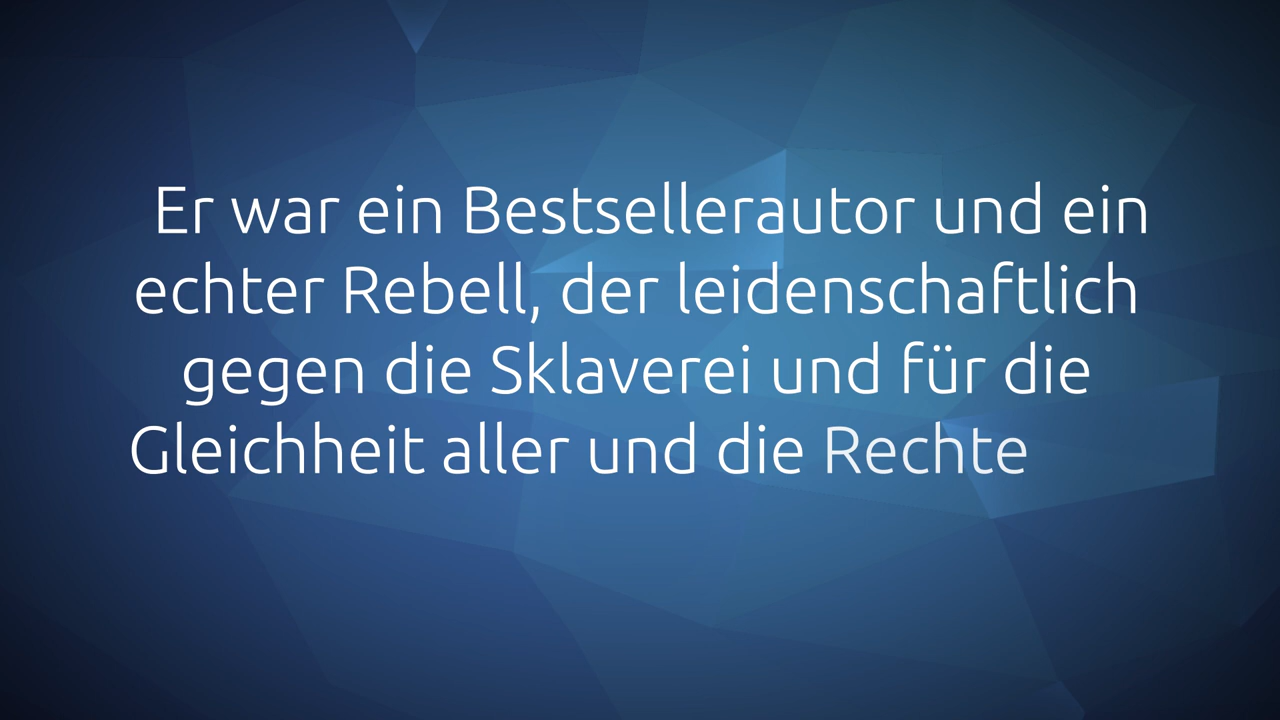 Er war ein Bestsellerautor und ein
echter Rebell, der leidenschaftlich
gegen die Sklaverei und für die
Gleichheit aller und die Rechte